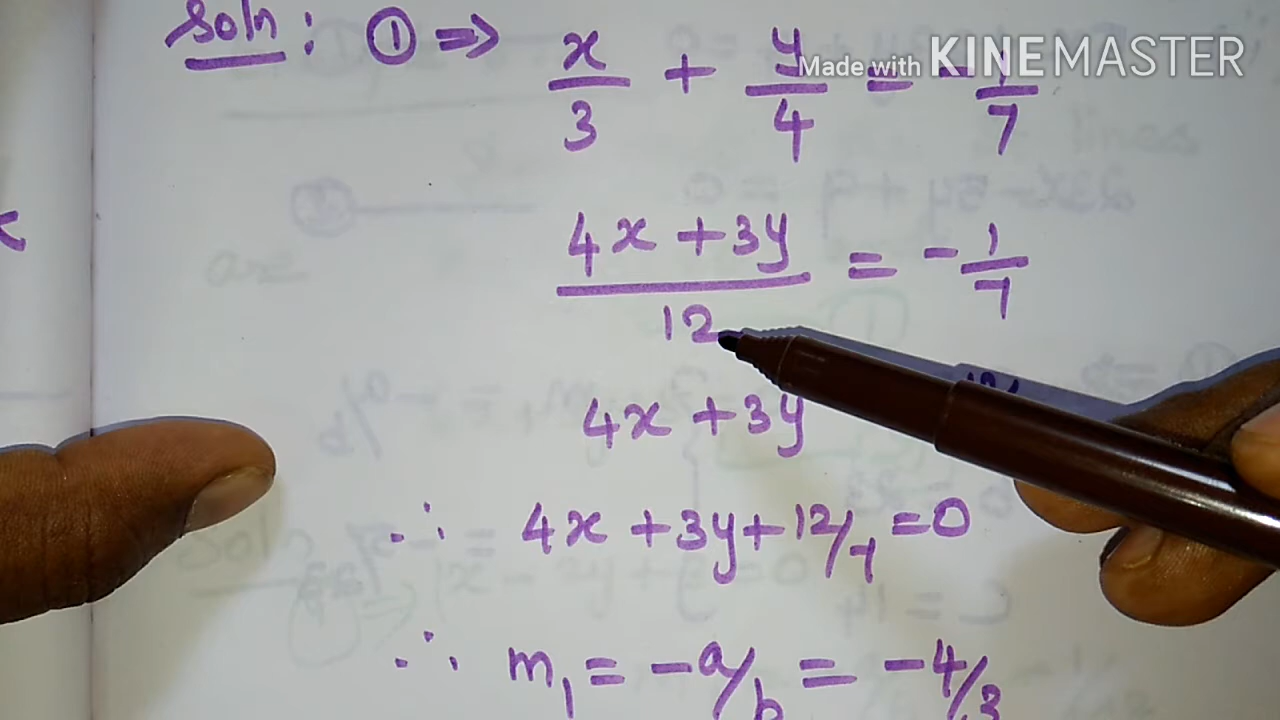 Soln : ① ⇒ x/3 + y/4 = -1/7
Made with KINEMASTER
(4x + 3y)/12 = -1/7
4x + 3y
∴ 4x + 3y + 12/7 = 0
∴ m₁ = -a/b = -4/3